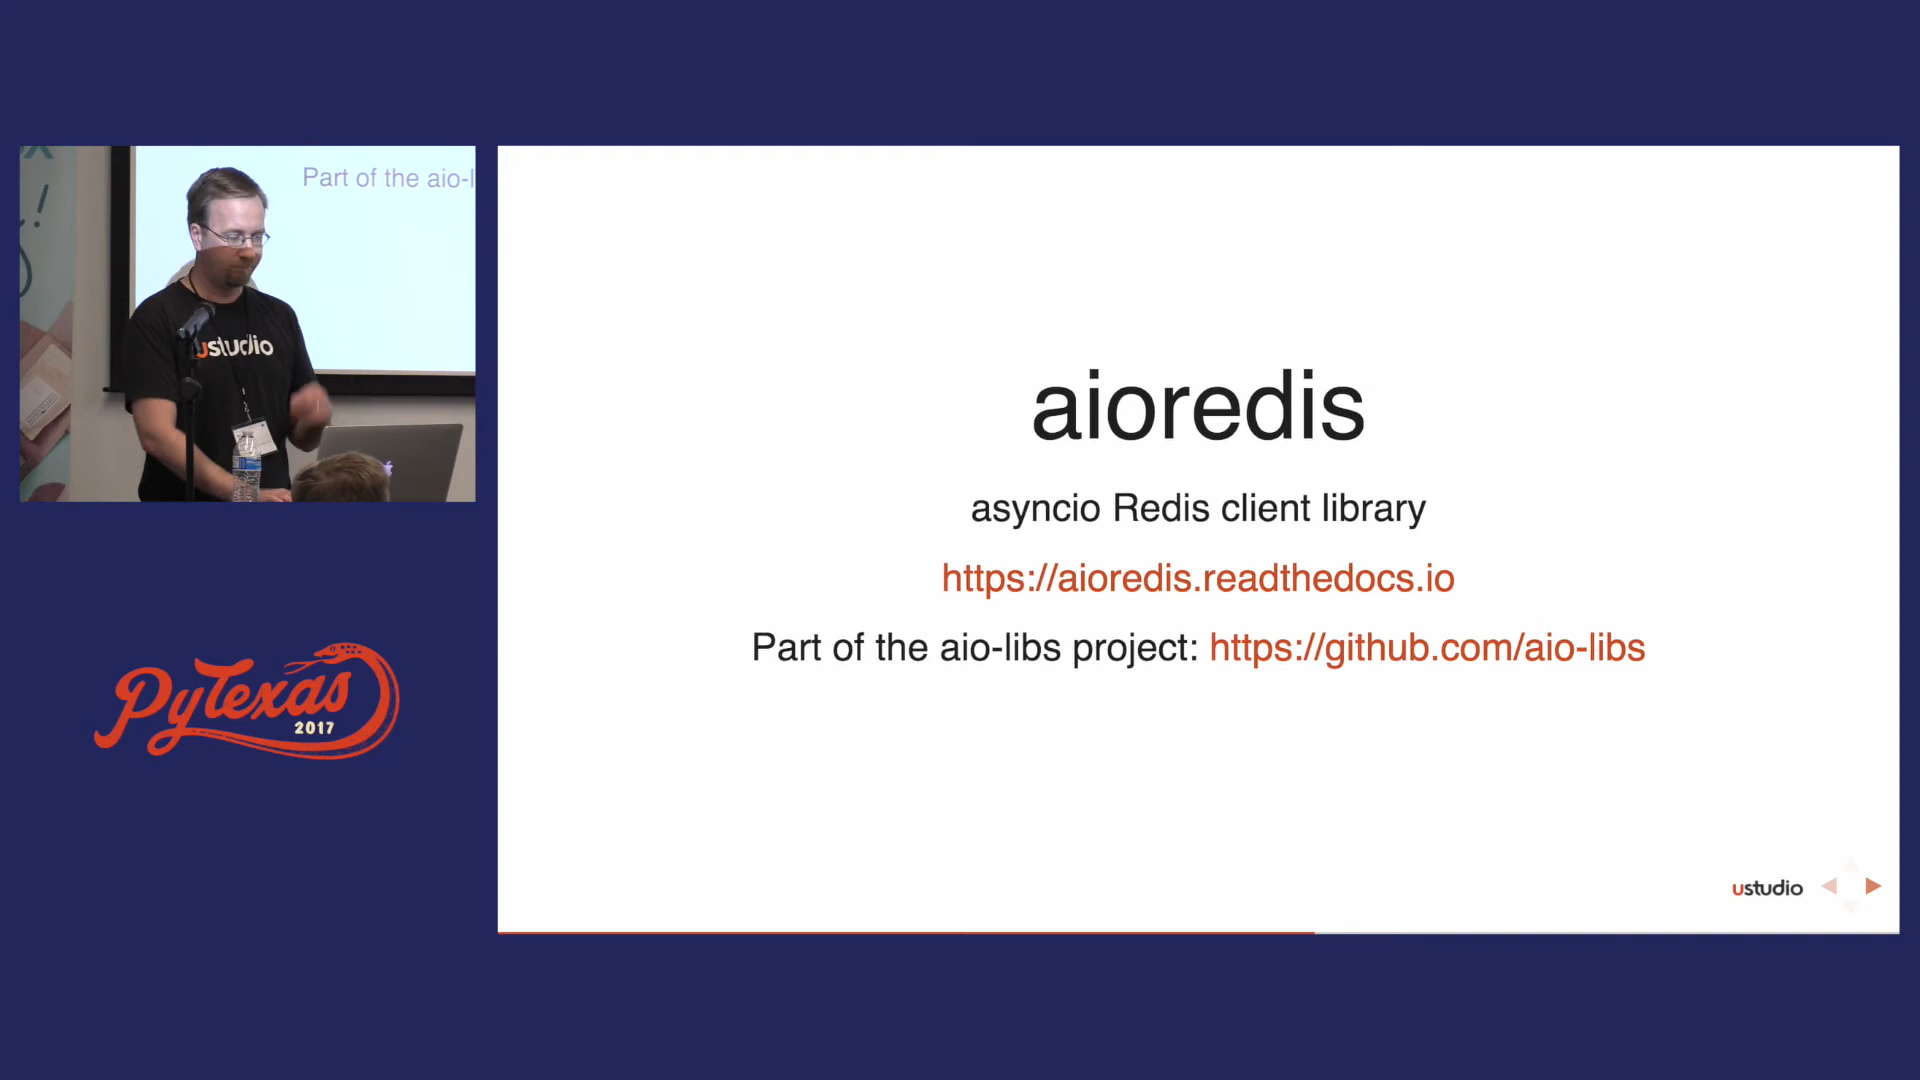 Part of the aio-l
ustudio
aioredis
asyncio Redis client library
https://aioredis.readthedocs.io
Part of the aio-libs project: https://github.com/aio-libs
PyTexas
2017
ustudio